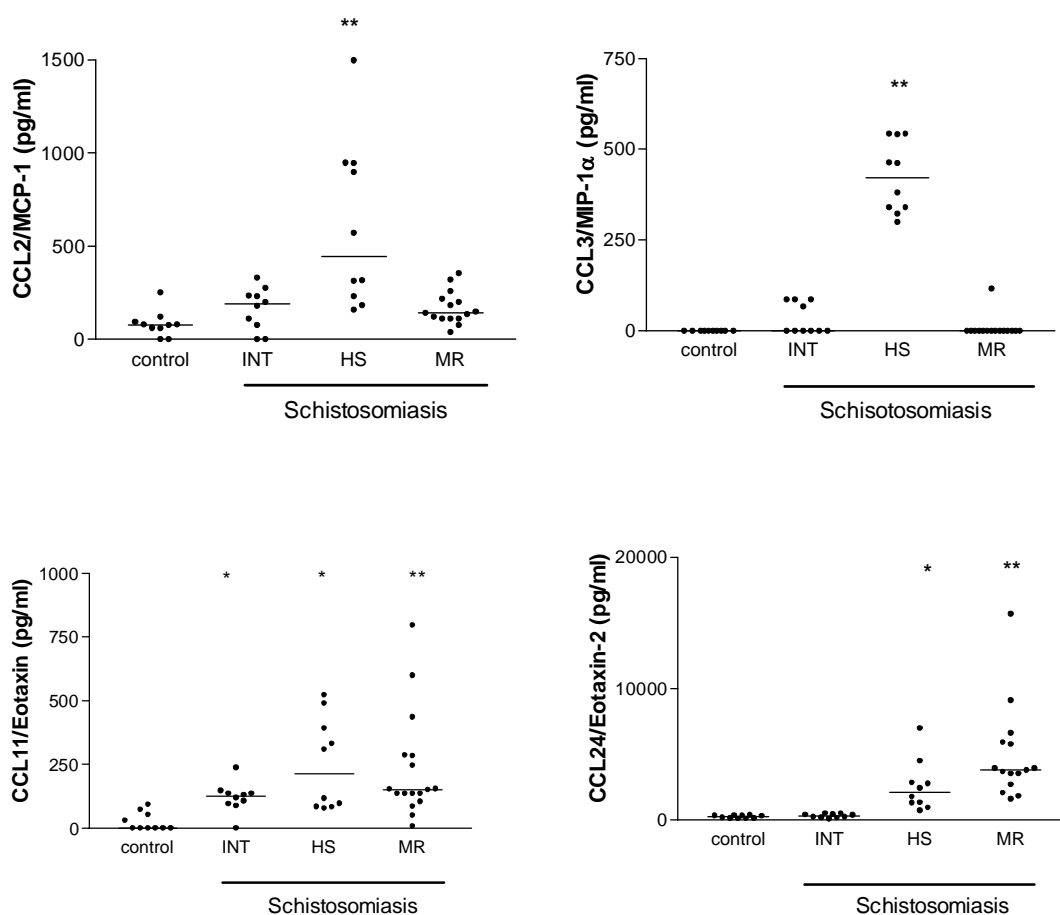 **
1500
1000
500
0
CCL2/MCP-1 (pg/ml)
control INT HS MR
Schistosomiasis
**
750
500
250
0
CCL3/MIP-1α (pg/ml)
control INT HS MR
Schisotosomiasis
* * **
1000
750
500
250
0
CCL11/Eotaxin (pg/ml)
control INT HS MR
Schistosomiasis
* **
20000
10000
0
CCL24/Eotaxin-2 (pg/ml)
control INT HS MR
Schistosomiasis